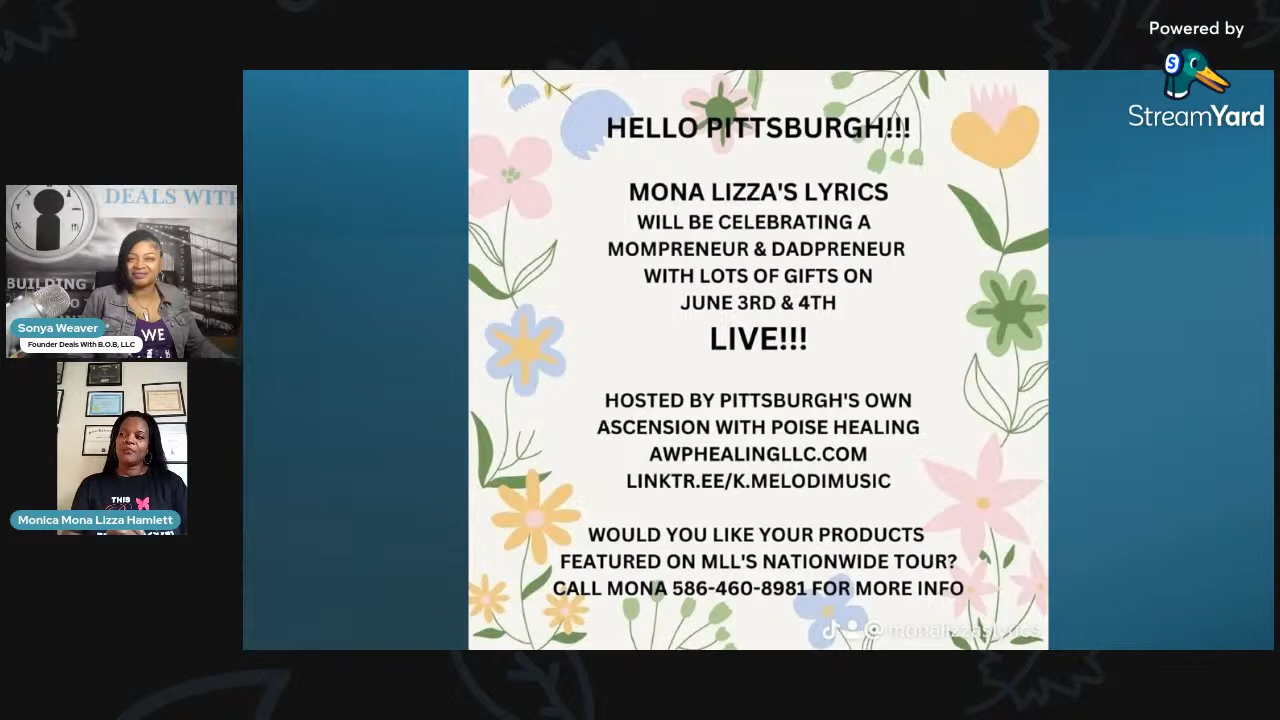 Powered by
StreamYard
HELLO PITTSBURGH!!!
MONA LIZZA'S LYRICS
WILL BE CELEBRATING A
MOMPRENEUR & DADPRENEUR
WITH LOTS OF GIFTS ON
JUNE 3RD & 4TH
LIVE!!!
HOSTED BY PITTSBURGH'S OWN
ASCENSION WITH POISE HEALING
AWPHEALINGLLC.COM
LINKTR.EE/K.MELODIMUSIC
WOULD YOU LIKE YOUR PRODUCTS
FEATURED ON MLL'S NATIONWIDE TOUR?
CALL MONA 586-460-8981 FOR MORE INFO
@monalizzaslyrics
DEALS WITH
BUILDING
WE
Sonya Weaver
Founder Deals With B.O.B, LLC
THIS
Monica Mona Lizza Hamlett